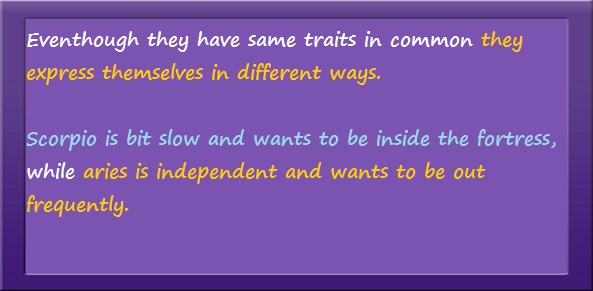 Eventhough they have same traits in common they
express themselves in different ways.
Scorpio is bit slow and wants to be inside the fortress,
while aries is independent and wants to be out
frequently.